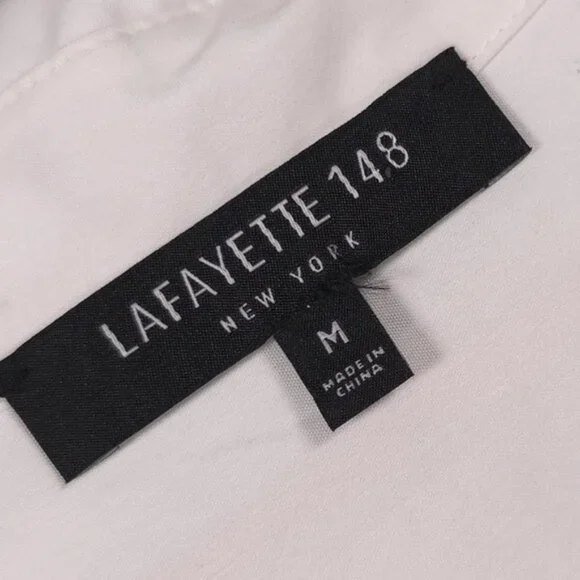 LAFAYETTE 148
NEW YORK
M
MADE IN
CHINA